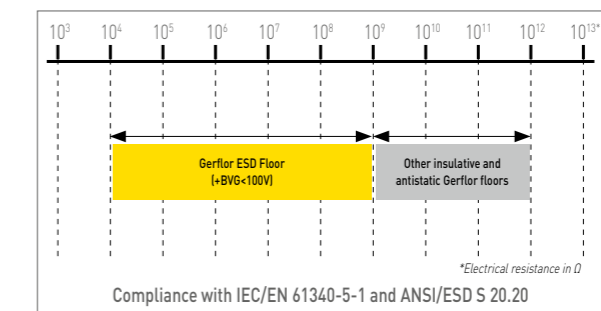 10³ 10⁴ 10⁵ 10⁶ 10⁷ 10⁸ 10⁹ 10¹⁰ 10¹¹ 10¹² 10¹³*
Gerflor ESD Floor
(+BVG<100V)
Other insulative and
antistatic Gerflor floors
*Electrical resistance in Ω
Compliance with IEC/EN 61340-5-1 and ANSI/ESD S 20.20